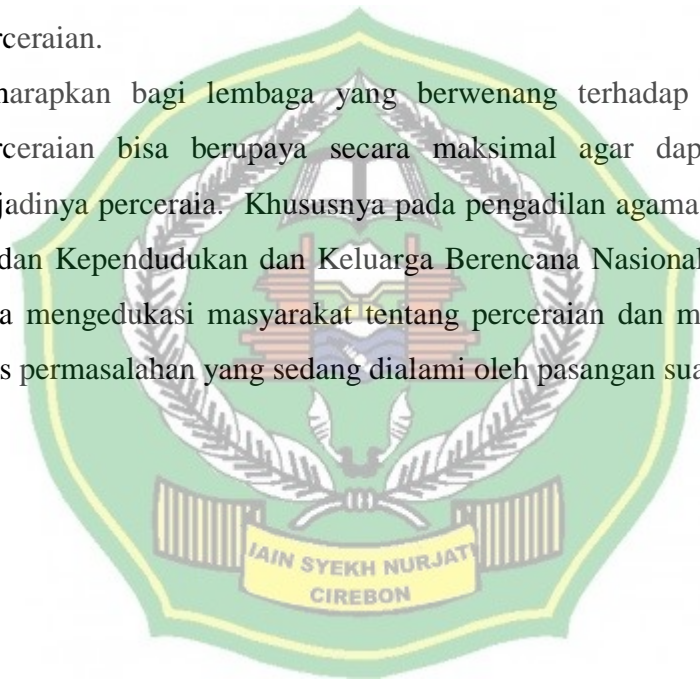 rceraian.
narapkan bagi lembaga yang berwenang terhadap
rceraian bisa berupaya secara maksimal agar dap
jadinya perceraia. Khususnya pada pengadilan agama
dan Kependudukan dan Keluarga Berencana Nasional
a mengedukasi masyarakat tentang perceraian dan m
s permasalahan yang sedang dialami oleh pasangan sua
IAIN SYEKH NURJATI
CIREBON